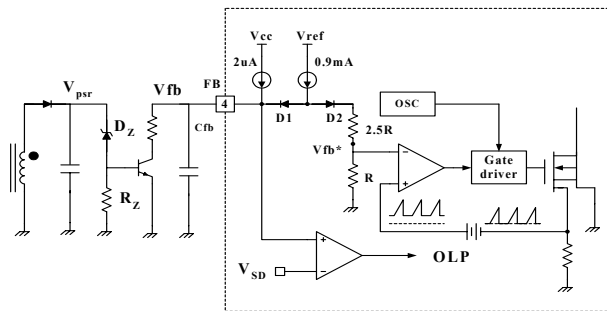 Vcc Vref
2uA 0.9mA
Vpsr Vfb FB
4
OSC
D1 D2
2.5R
DZ
Cfb
Vfb*
Gate
driver
R
RZ
VSD
OLP